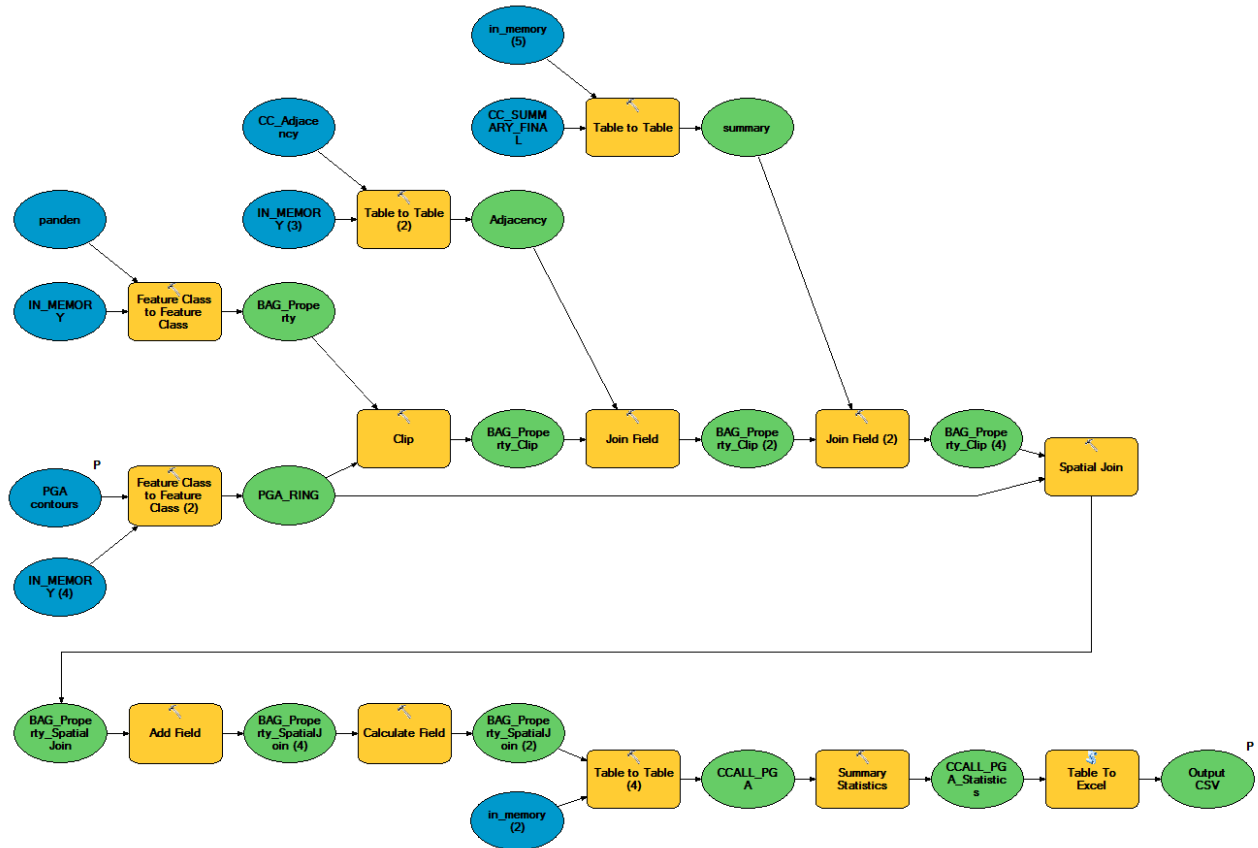 in_memory
(5)
CC_SUMM
ARY_FINA
L
Table to Table
summary
CC_Adjace
ncy
IN_MEMOR
Y (3)
Table to Table
(2)
Adjacency
panden
IN_MEMOR
Y
Feature Class
to Feature
Class
BAG_Prope
rty
Clip
BAG_Prope
rty_Clip
Join Field
BAG_Prope
rty_Clip (2)
Join Field (2)
BAG_Prope
rty_Clip (4)
Spatial Join
P
PGA
contours
Feature Class
to Feature
Class (2)
PGA_RING
IN_MEMOR
Y (4)
BAG_Prope
rty_Spatial
Join
Add Field
BAG_Prope
rty_SpatialJ
oin (4)
Calculate Field
BAG_Prope
rty_SpatialJ
oin (2)
in_memory
(2)
Table to Table
(4)
CCALL_PG
A
Summary
Statistics
CCALL_PG
A_Statistic
s
Table To
Excel
P
Output
CSV